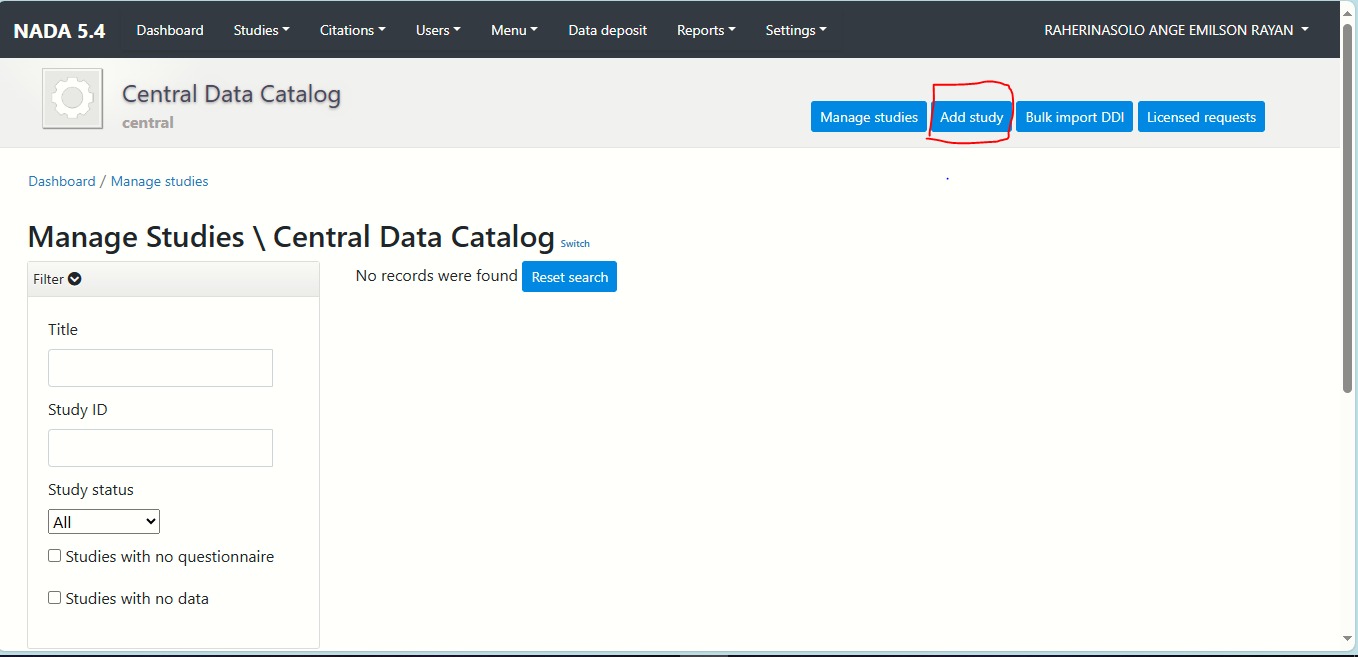 NADA 5.4 Dashboard Studies Citations Users Menu Data deposit Reports Settings RAHERINASOLO ANGE EMILSON RAYAN
Central Data Catalog
central
Manage studies Add study Bulk import DDI Licensed requests
Dashboard / Manage studies
Manage Studies \ Central Data Catalog Switch
Filter
No records were found Reset search
Title
Study ID
Study status
All
Studies with no questionnaire
Studies with no data